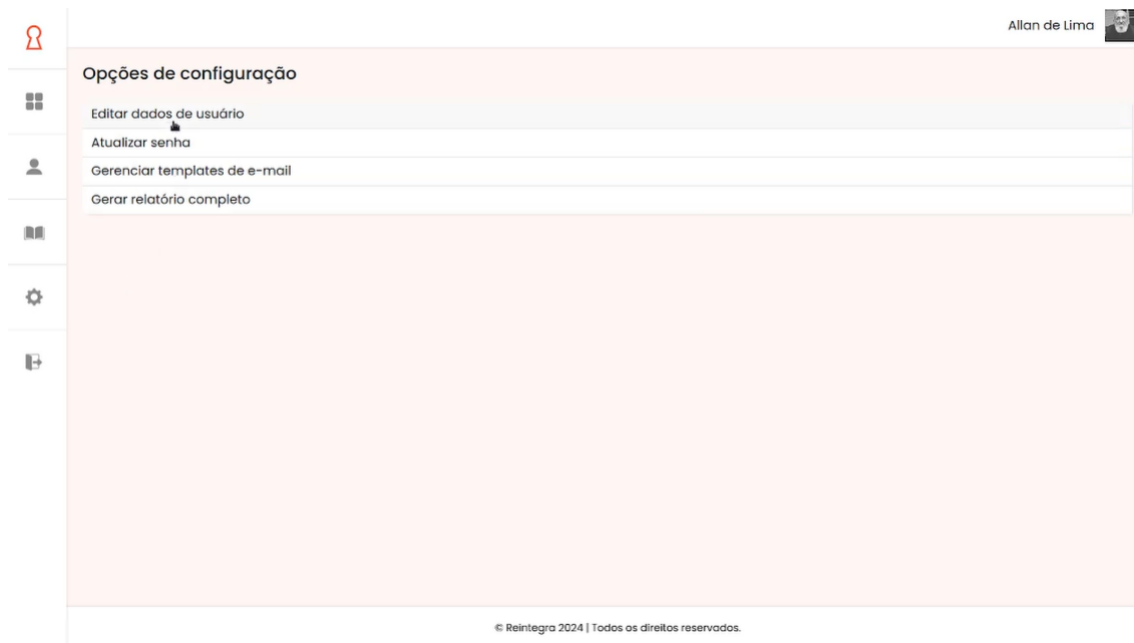 Allan de Lima
Opções de configuração
Editar dados de usuário
Atualizar senha
Gerenciar templates de e-mail
Gerar relatório completo
© Reintegra 2024 | Todos os direitos reservados.